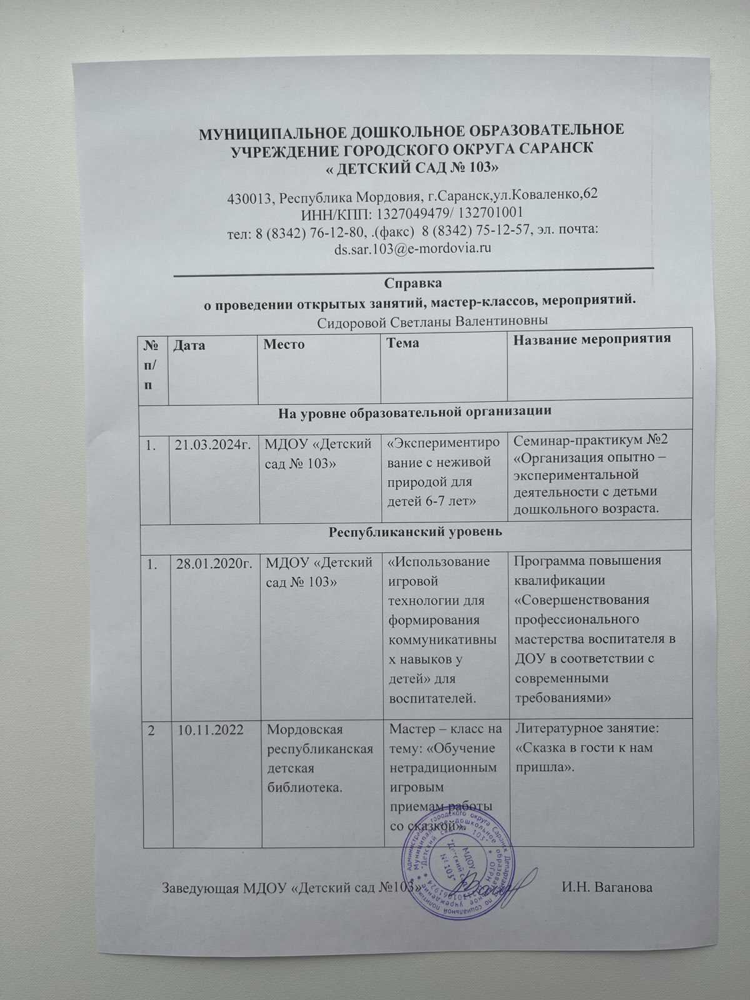 МУНИЦИПАЛЬНОЕ ДОШКОЛЬНОЕ ОБРАЗОВАТЕЛЬНОЕ
УЧРЕЖДЕНИЕ ГОРОДСКОГО ОКРУГА САРАНСК
« ДЕТСКИЙ САД № 103»
430013, Республика Мордовия, г.Саранск,ул.Коваленко,62
ИНН/КПП: 1327049479/ 132701001
тел: 8 (8342) 76-12-80, .(факс)  8 (8342) 75-12-57, эл. почта:
ds.sar.103@e-mordovia.ru
Справка
о проведении открытых занятий, мастер-классов, мероприятий.
Сидоровой Светланы Валентиновны
№
п/
п
Дата
Место
Тема
Название мероприятия
На уровне образовательной организации
1.
21.03.2024г.
МДОУ «Детский
сад № 103»
«Эксперименти­ро
вание с неживой
природой для
детей 6-7 лет»
Семинар-практикум №2
«Организация опытно –
экспериментальной
деятельности с детьми
дошкольного возраста.
Республиканский уровень
1.
28.01.2020г.
МДОУ «Детский
сад № 103»
«Использование
игровой
технологии для
формирования
коммуникативны
х навыков у
детей» для
воспитателей.
Программа повышения
квалификации
«Совершенствования
профессионального
мастерства воспитателя в
ДОУ в соответствии с
современными
требованиями»
2
10.11.2022
Мордовская
республиканская
детская
библиотека.
Мастер – класс на
тему: «Обучение
нетрадиционным
игровым
приемам работы
со сказкой».
Литературное занятие:
«Сказка в гости к нам
пришла».
Заведующая МДОУ «Детский сад №103»
И.Н. Ваганова
МДОУ
"Детский сад
№ 103"